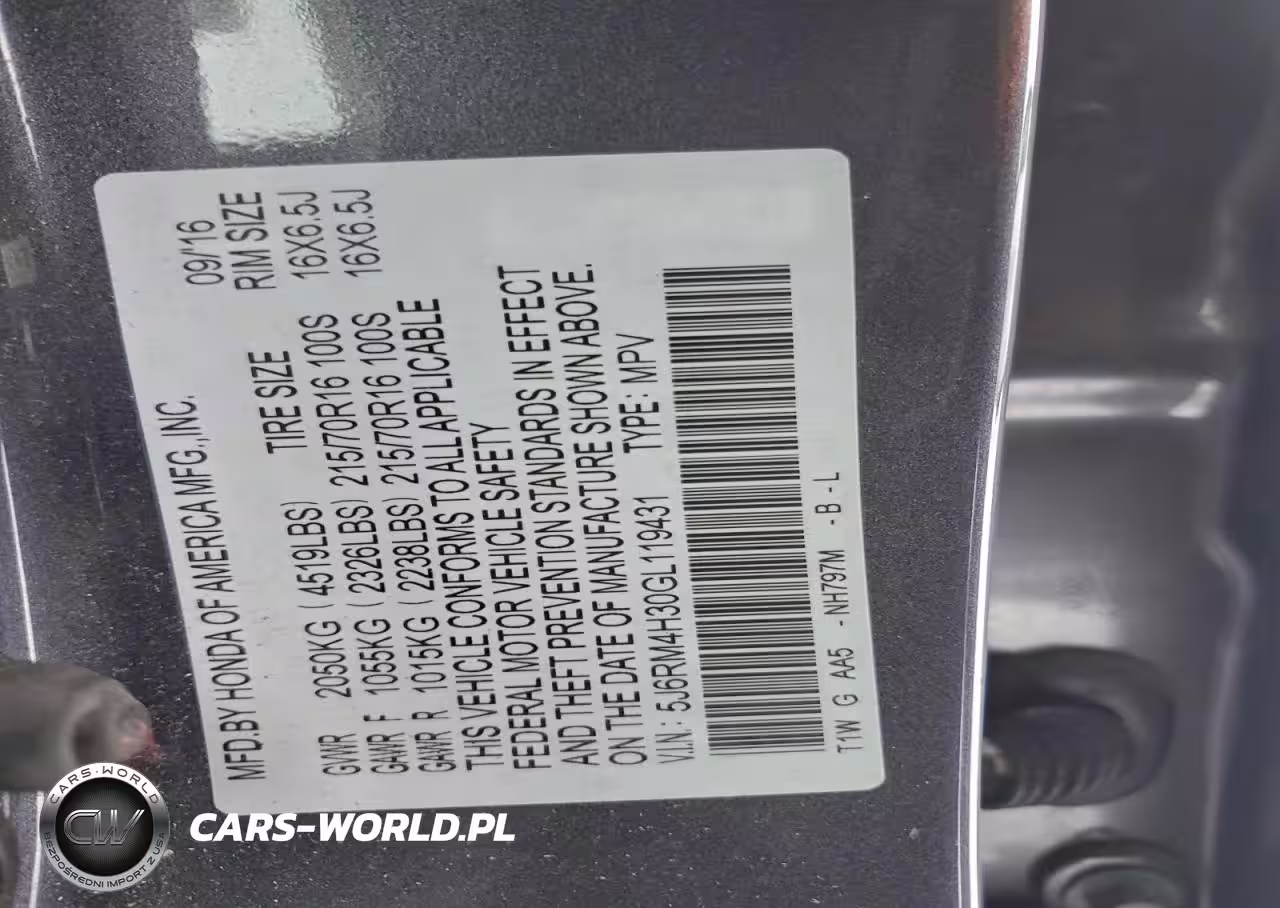 MFD.BY HONDA OF AMERICA MFG.,INC. 09/'16
TIRE SIZE RIM SIZE
GVWR 2050KG ( 4519LBS)
GAWR F 1055KG ( 2326LBS) 215/70R16 100S 16X6.5J
GAWR R 1015KG ( 2238LBS) 215/70R16 100S 16X6.5J
THIS VEHICLE CONFORMS TO ALL APPLICABLE
FEDERAL MOTOR VEHICLE SAFETY
AND THEFT PREVENTION STANDARDS IN EFFECT
ON THE DATE OF MANUFACTURE SHOWN ABOVE.
V.I.N.: 5J6RM4H30GL119431 TYPE: MPV
T1W G AA5 -NH797M -B-L
CARS-WORLD
CW
BEZPOŚREDNI IMPORT Z USA
CARS-WORLD.PL